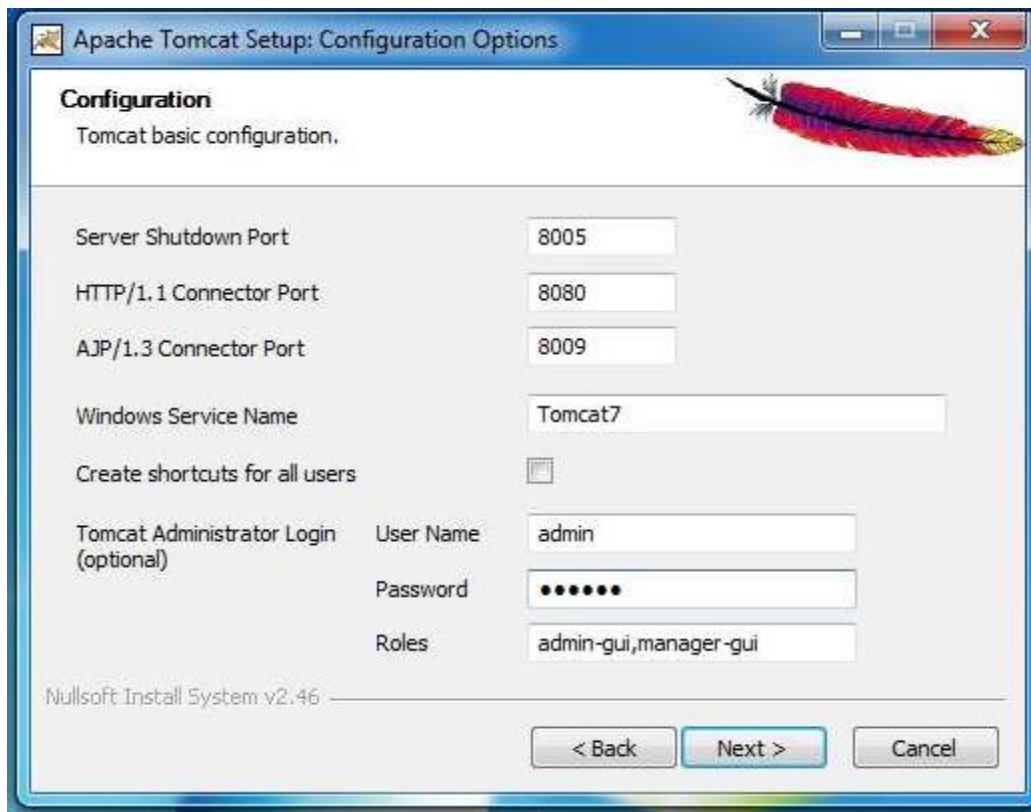 Apache Tomcat Setup: Configuration Options
Configuration
Tomcat basic configuration.
Server Shutdown Port 8005
HTTP/1.1 Connector Port 8080
AJP/1.3 Connector Port 8009
Windows Service Name Tomcat7
Create shortcuts for all users
Tomcat Administrator Login User Name admin
(optional)
Password ●●●●●●
Roles admin-gui,manager-gui
Nullsoft Install System v2.46
< Back Next > Cancel